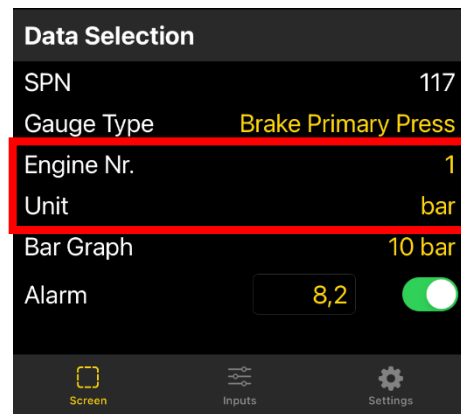 Data Selection
SPN 117
Gauge Type Brake Primary Press
Engine Nr. 1
Unit bar
Bar Graph 10 bar
Alarm 8,2
Screen Inputs Settings